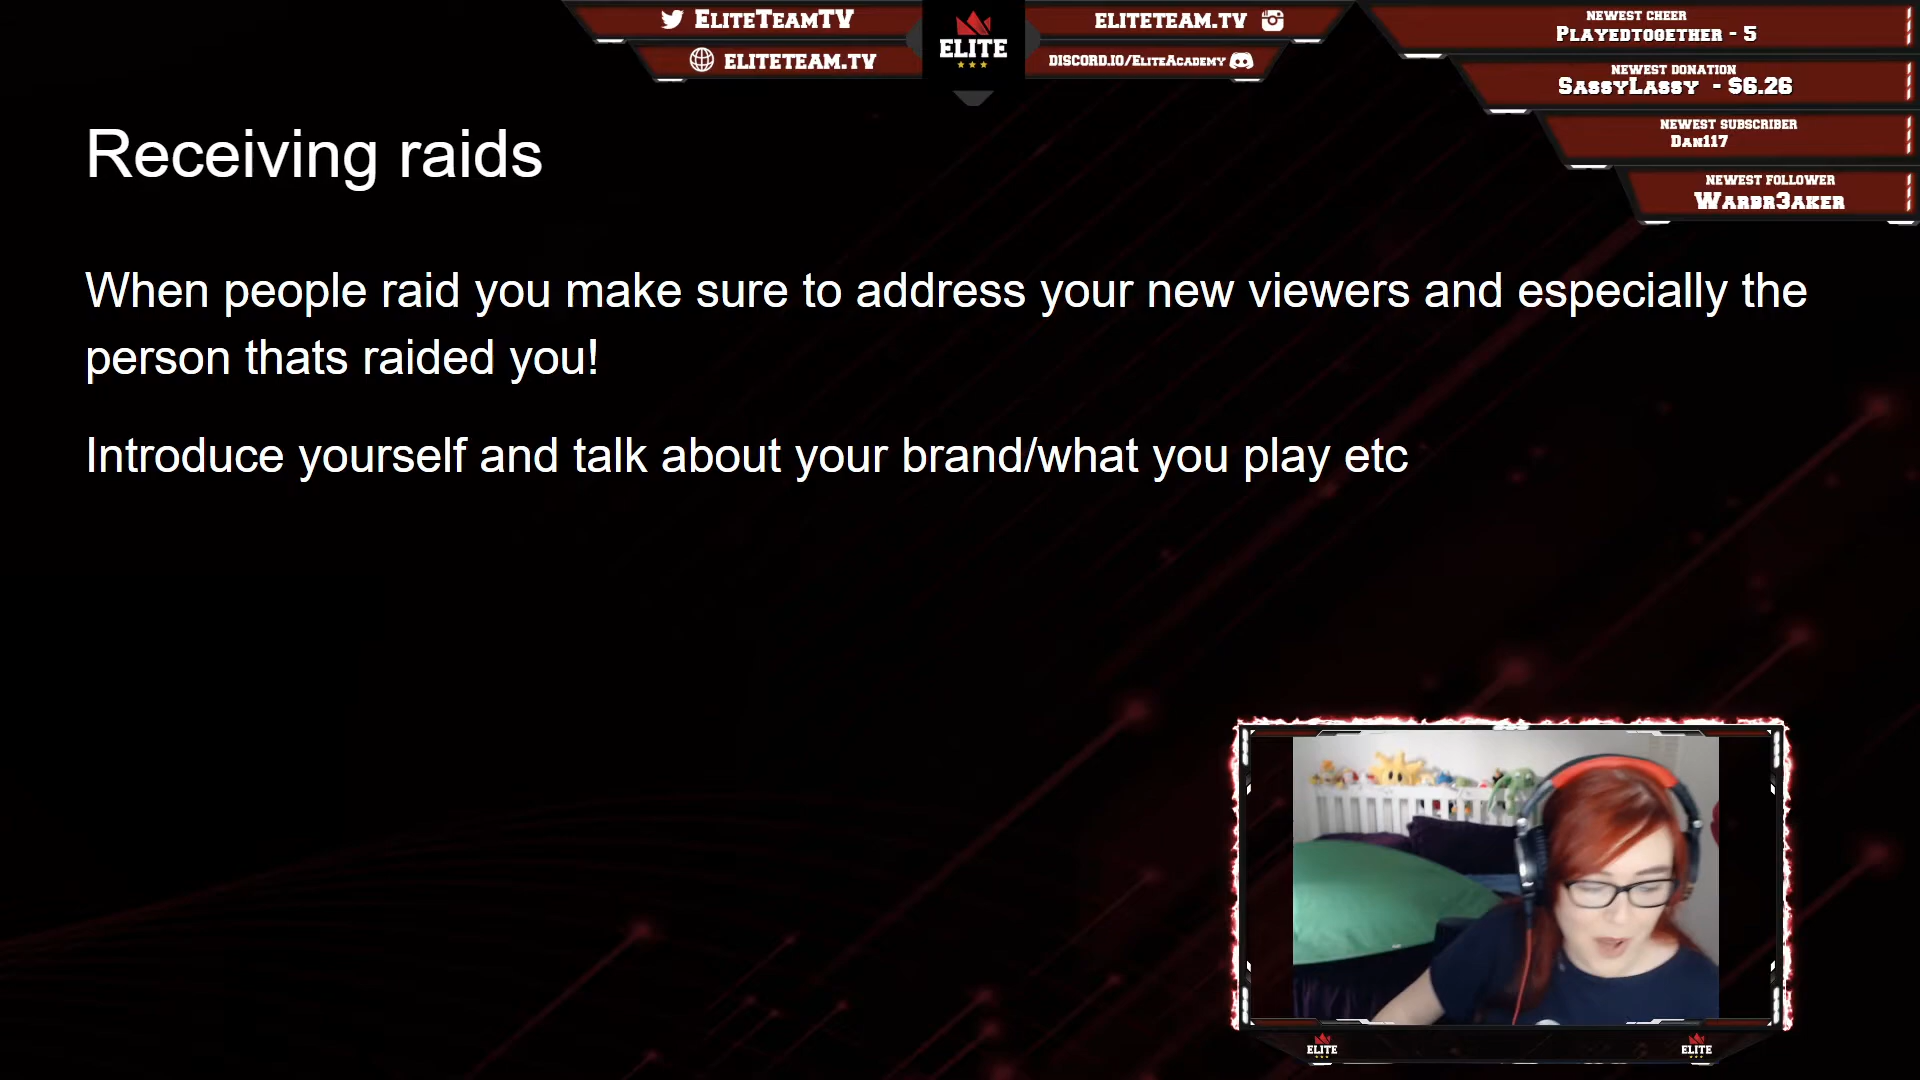 EliteTeamTV
eliteteam.tv
ELITE
eliteteam.tv
discord.io/EliteAcademy
Newest Cheer
Playedtogether - 5
Newest Donation
SassyLassy - $6.26
Newest Subscriber
Dan117
Newest Follower
Warbr3aker
Receiving raids
When people raid you make sure to address your new viewers and especially the
person thats raided you!
Introduce yourself and talk about your brand/what you play etc
ELITE
ELITE